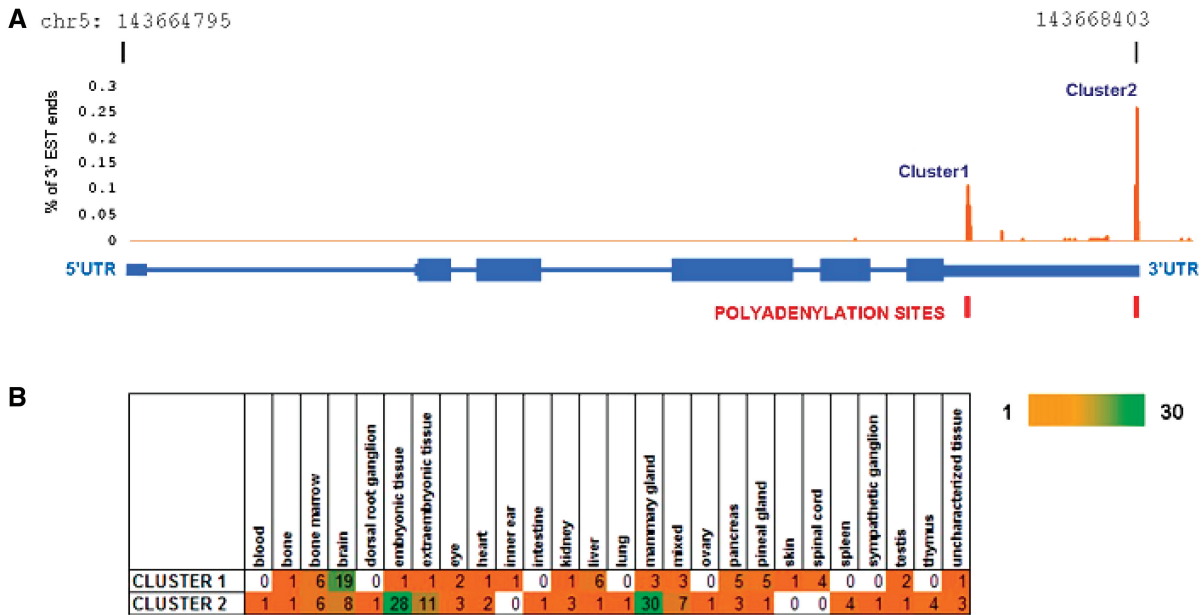 A
chr5: 143664795
143668403
% of 3' EST ends
0.3
0.25
0.2
0.15
0.1
0.05
0
Cluster1
Cluster2
5'UTR
3'UTR
POLYADENYLATION SITES
B
1
30
blood
bone
bone marrow
brain
dorsal root ganglion
embryonic tissue
extraembryonic tissue
eye
heart
inner ear
intestine
kidney
liver
lung
mammary gland
mixed
ovary
pancreas
pineal gland
skin
spinal cord
spleen
sympathetic ganglion
testis
thymus
uncharacterized tissue
CLUSTER 1 0 1 6 19 0 1 1 2 1 1 0 1 6 0 3 3 0 5 5 1 4 0 0 2 0 1
CLUSTER 2 1 1 6 8 1 28 11 3 2 0 1 3 1 1 30 7 1 3 1 0 0 4 1 1 4 3